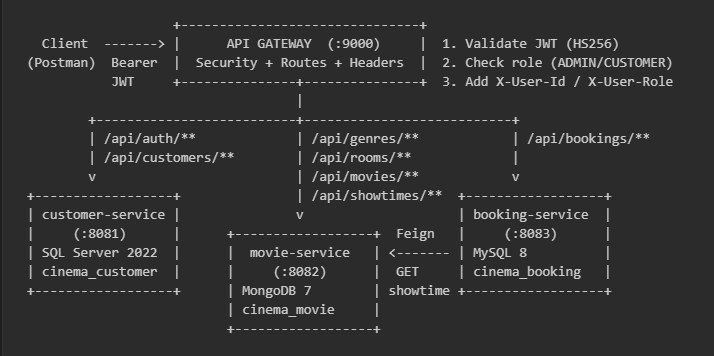 +-------------------------------+
Client -------> | API GATEWAY (:9000) | 1. Validate JWT (HS256)
(Postman) Bearer | Security + Routes + Headers | 2. Check role (ADMIN/CUSTOMER)
JWT +---------------+---------------+ 3. Add X-User-Id / X-User-Role
|
+--------------------------+---------------------------+
| /api/auth/** | /api/genres/** | /api/bookings/**
| /api/customers/** | /api/rooms/** |
v | /api/movies/** v
+------------------+ | /api/showtimes/** +------------------+
| customer-service | v | booking-service |
| (:8081) | +------------------+ Feign | (:8083) |
| SQL Server 2022 | | movie-service | <------- | MySQL 8 |
| cinema_customer | | (:8082) | GET | cinema_booking |
+------------------+ | MongoDB 7 | showtime +------------------+
| cinema_movie |
+------------------+